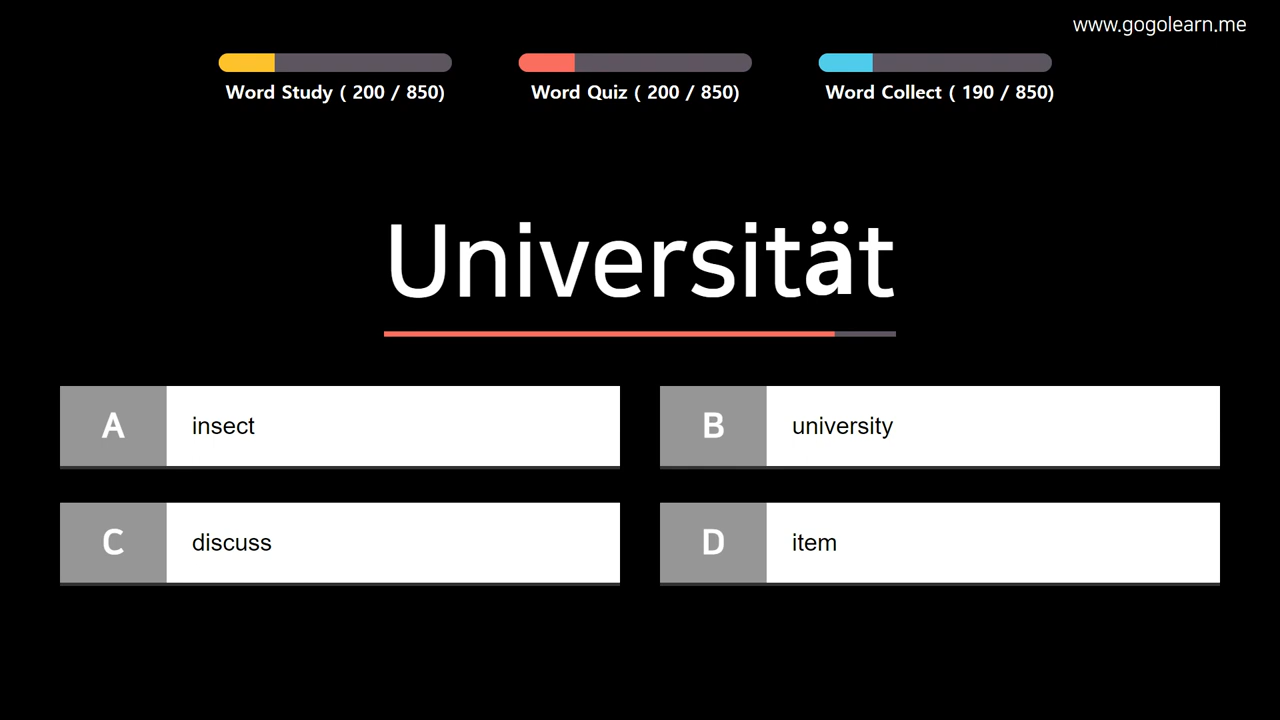 www.gogolearn.me
Word Study ( 200 / 850) Word Quiz ( 200 / 850) Word Collect ( 190 / 850)
Universität
A insect
B university
C discuss
D item